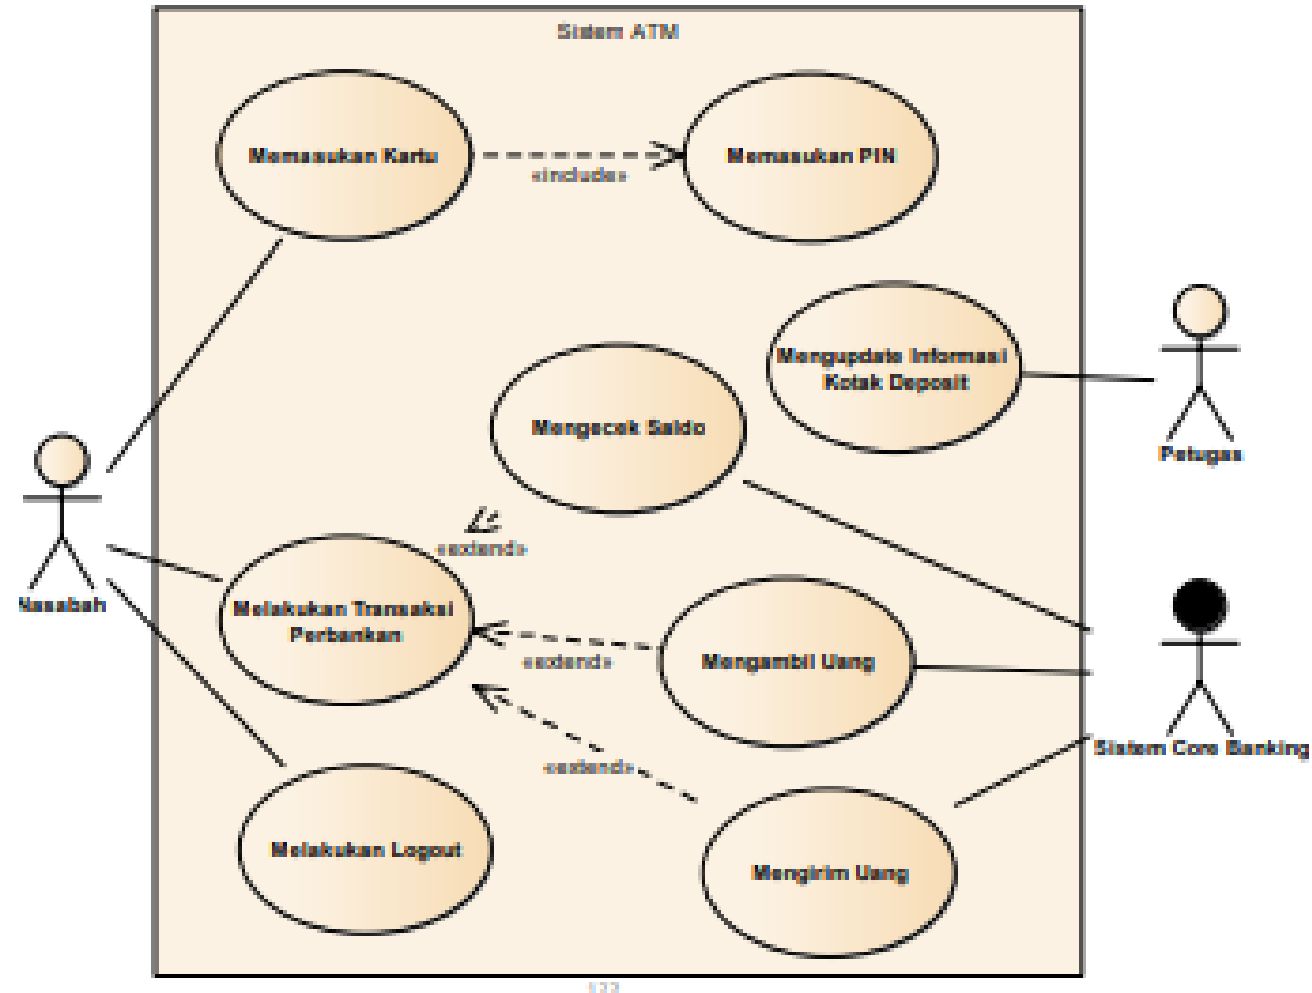 Sistem ATM
Memasukan Kartu
«include»
Memasukan PIN
Mengupdate Informasi
Kotak Deposit
Petugas
Mengecek Saldo
«extend»
Nasabah
Melakukan Transaksi
Perbankan
«extend»
Mengambil Uang
Sistem Core Banking
«extend»
Melakukan Logout
Mengirim Uang